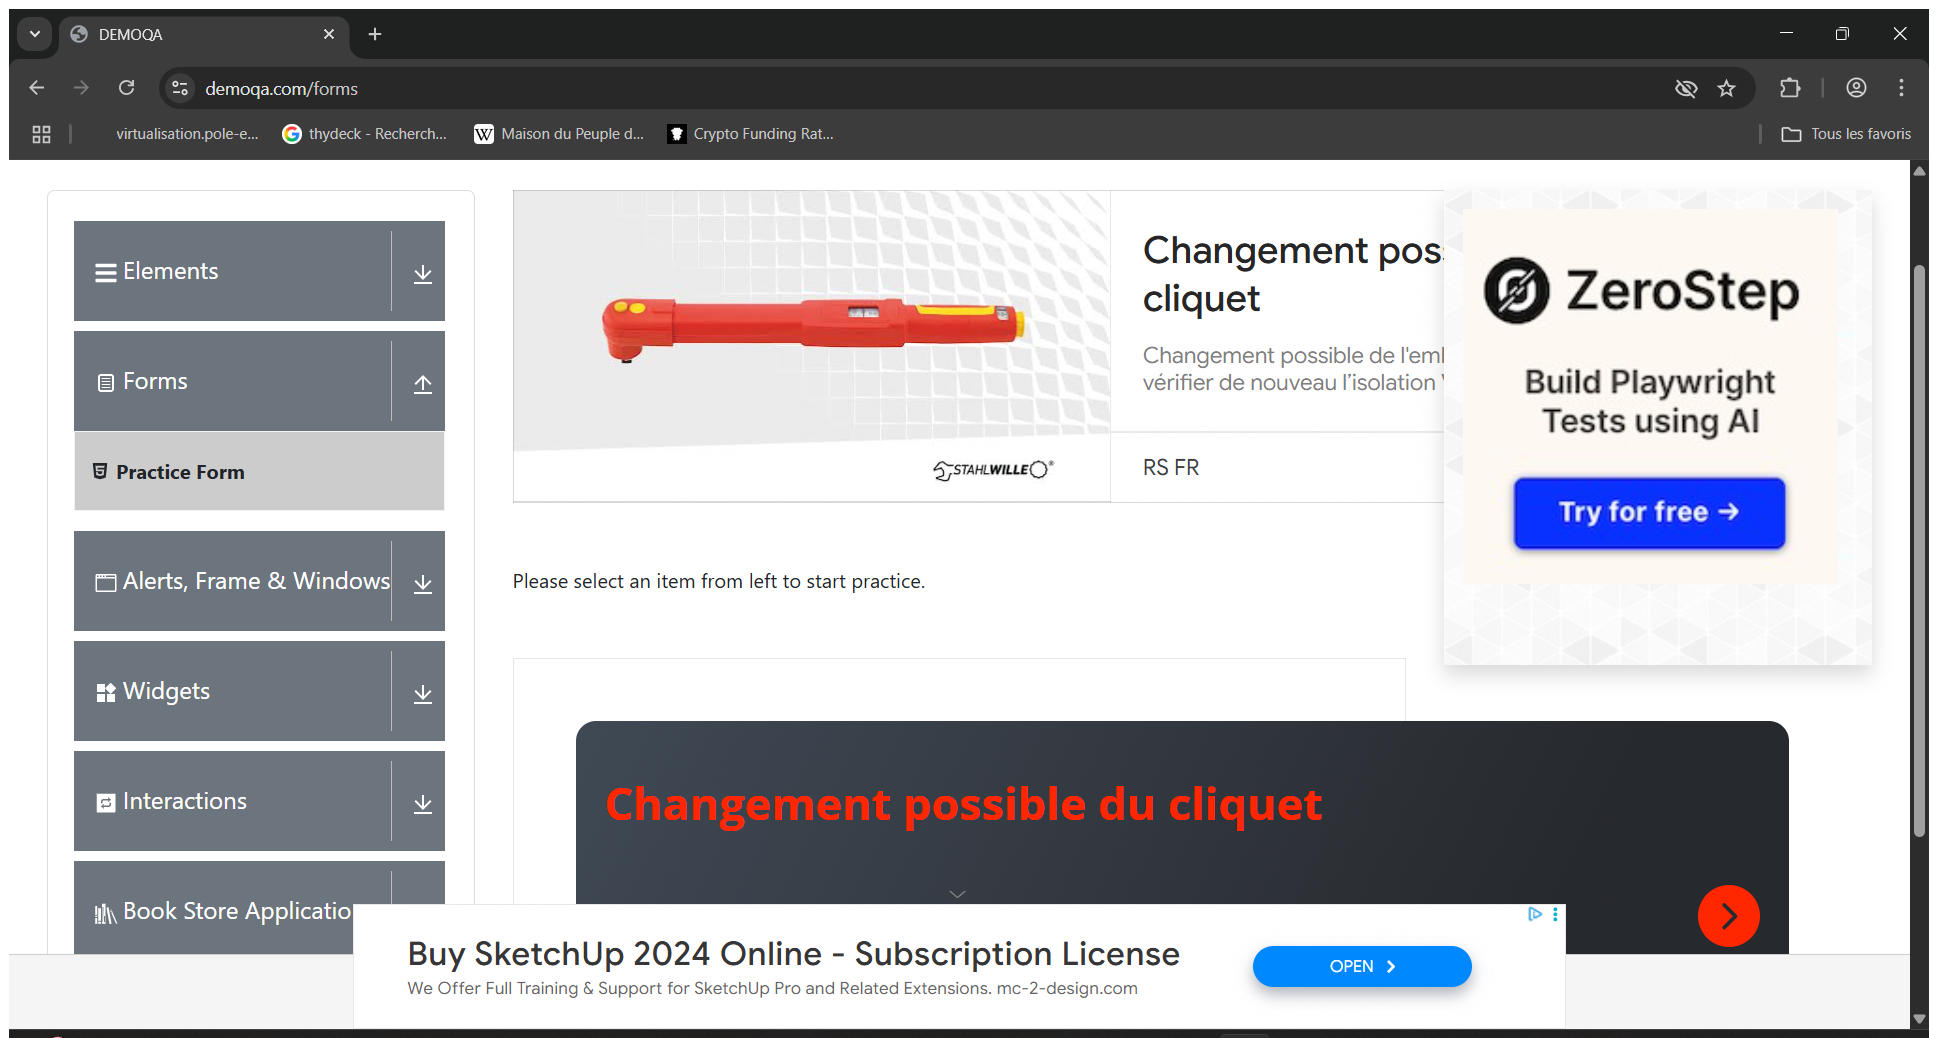 DEMOQA
demoqa.com/forms
virtualisation.pole-e...
thydeck - Recherch...
Maison du Peuple d...
Crypto Funding Rat...
Tous les favoris
Elements
Forms
Practice Form
Alerts, Frame & Windows
Widgets
Interactions
Book Store Applicatio
STAHLWILLE
Changement pos
cliquet
Changement possible de l'em
vérifier de nouveau l’isolation
RS FR
ZeroStep
Build Playwright
Tests using AI
Try for free →
Please select an item from left to start practice.
Changement possible du cliquet
Buy SketchUp 2024 Online - Subscription License
We Offer Full Training & Support for SketchUp Pro and Related Extensions. mc-2-design.com
OPEN